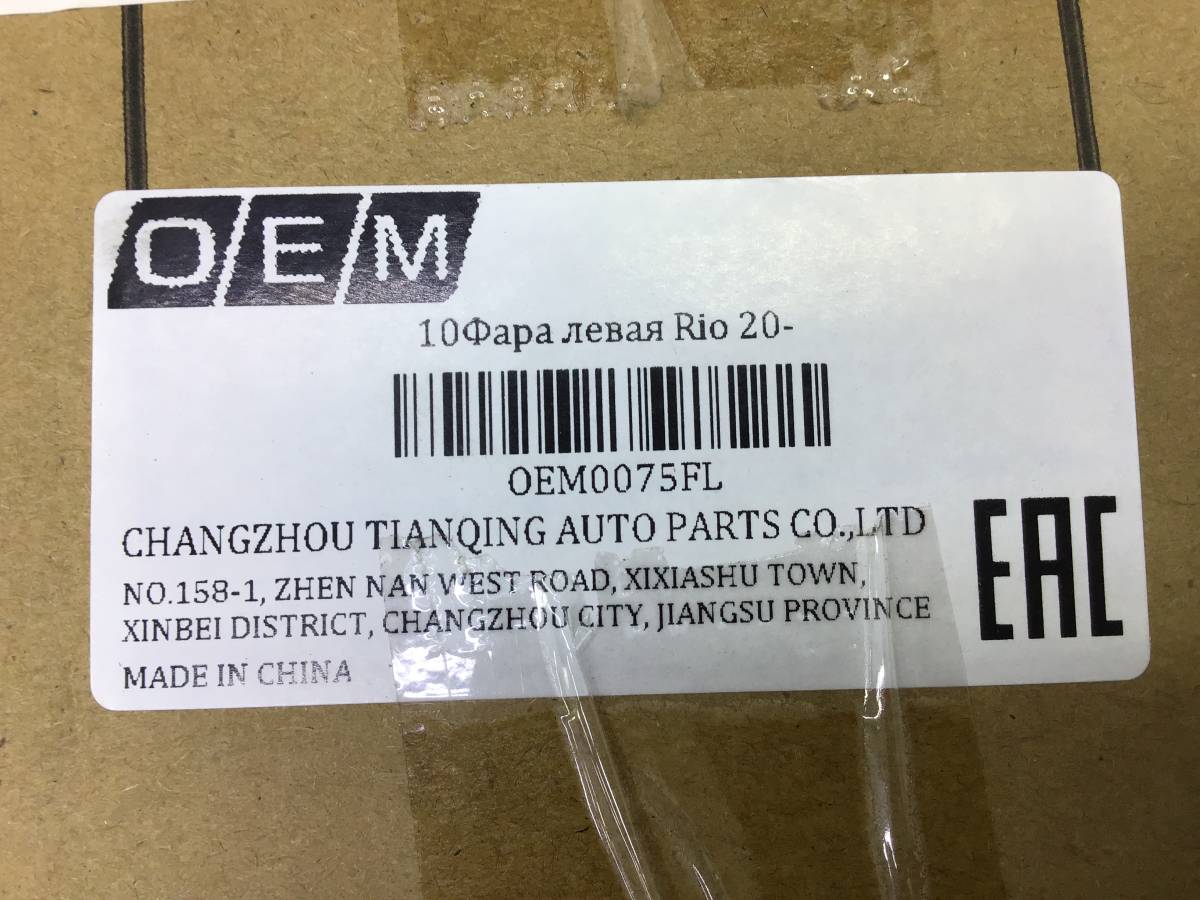 OEM
10Фара левая Rio 20-
OEM0075FL
CHANGZHOU TIANQING AUTO PARTS CO.,LTD
NO.158-1, ZHEN NAN WEST ROAD, XIXIASHU TOWN,
XINBEI DISTRICT, CHANGZHOU CITY, JIANGSU PROVINCE
EAC
MADE IN CHINA